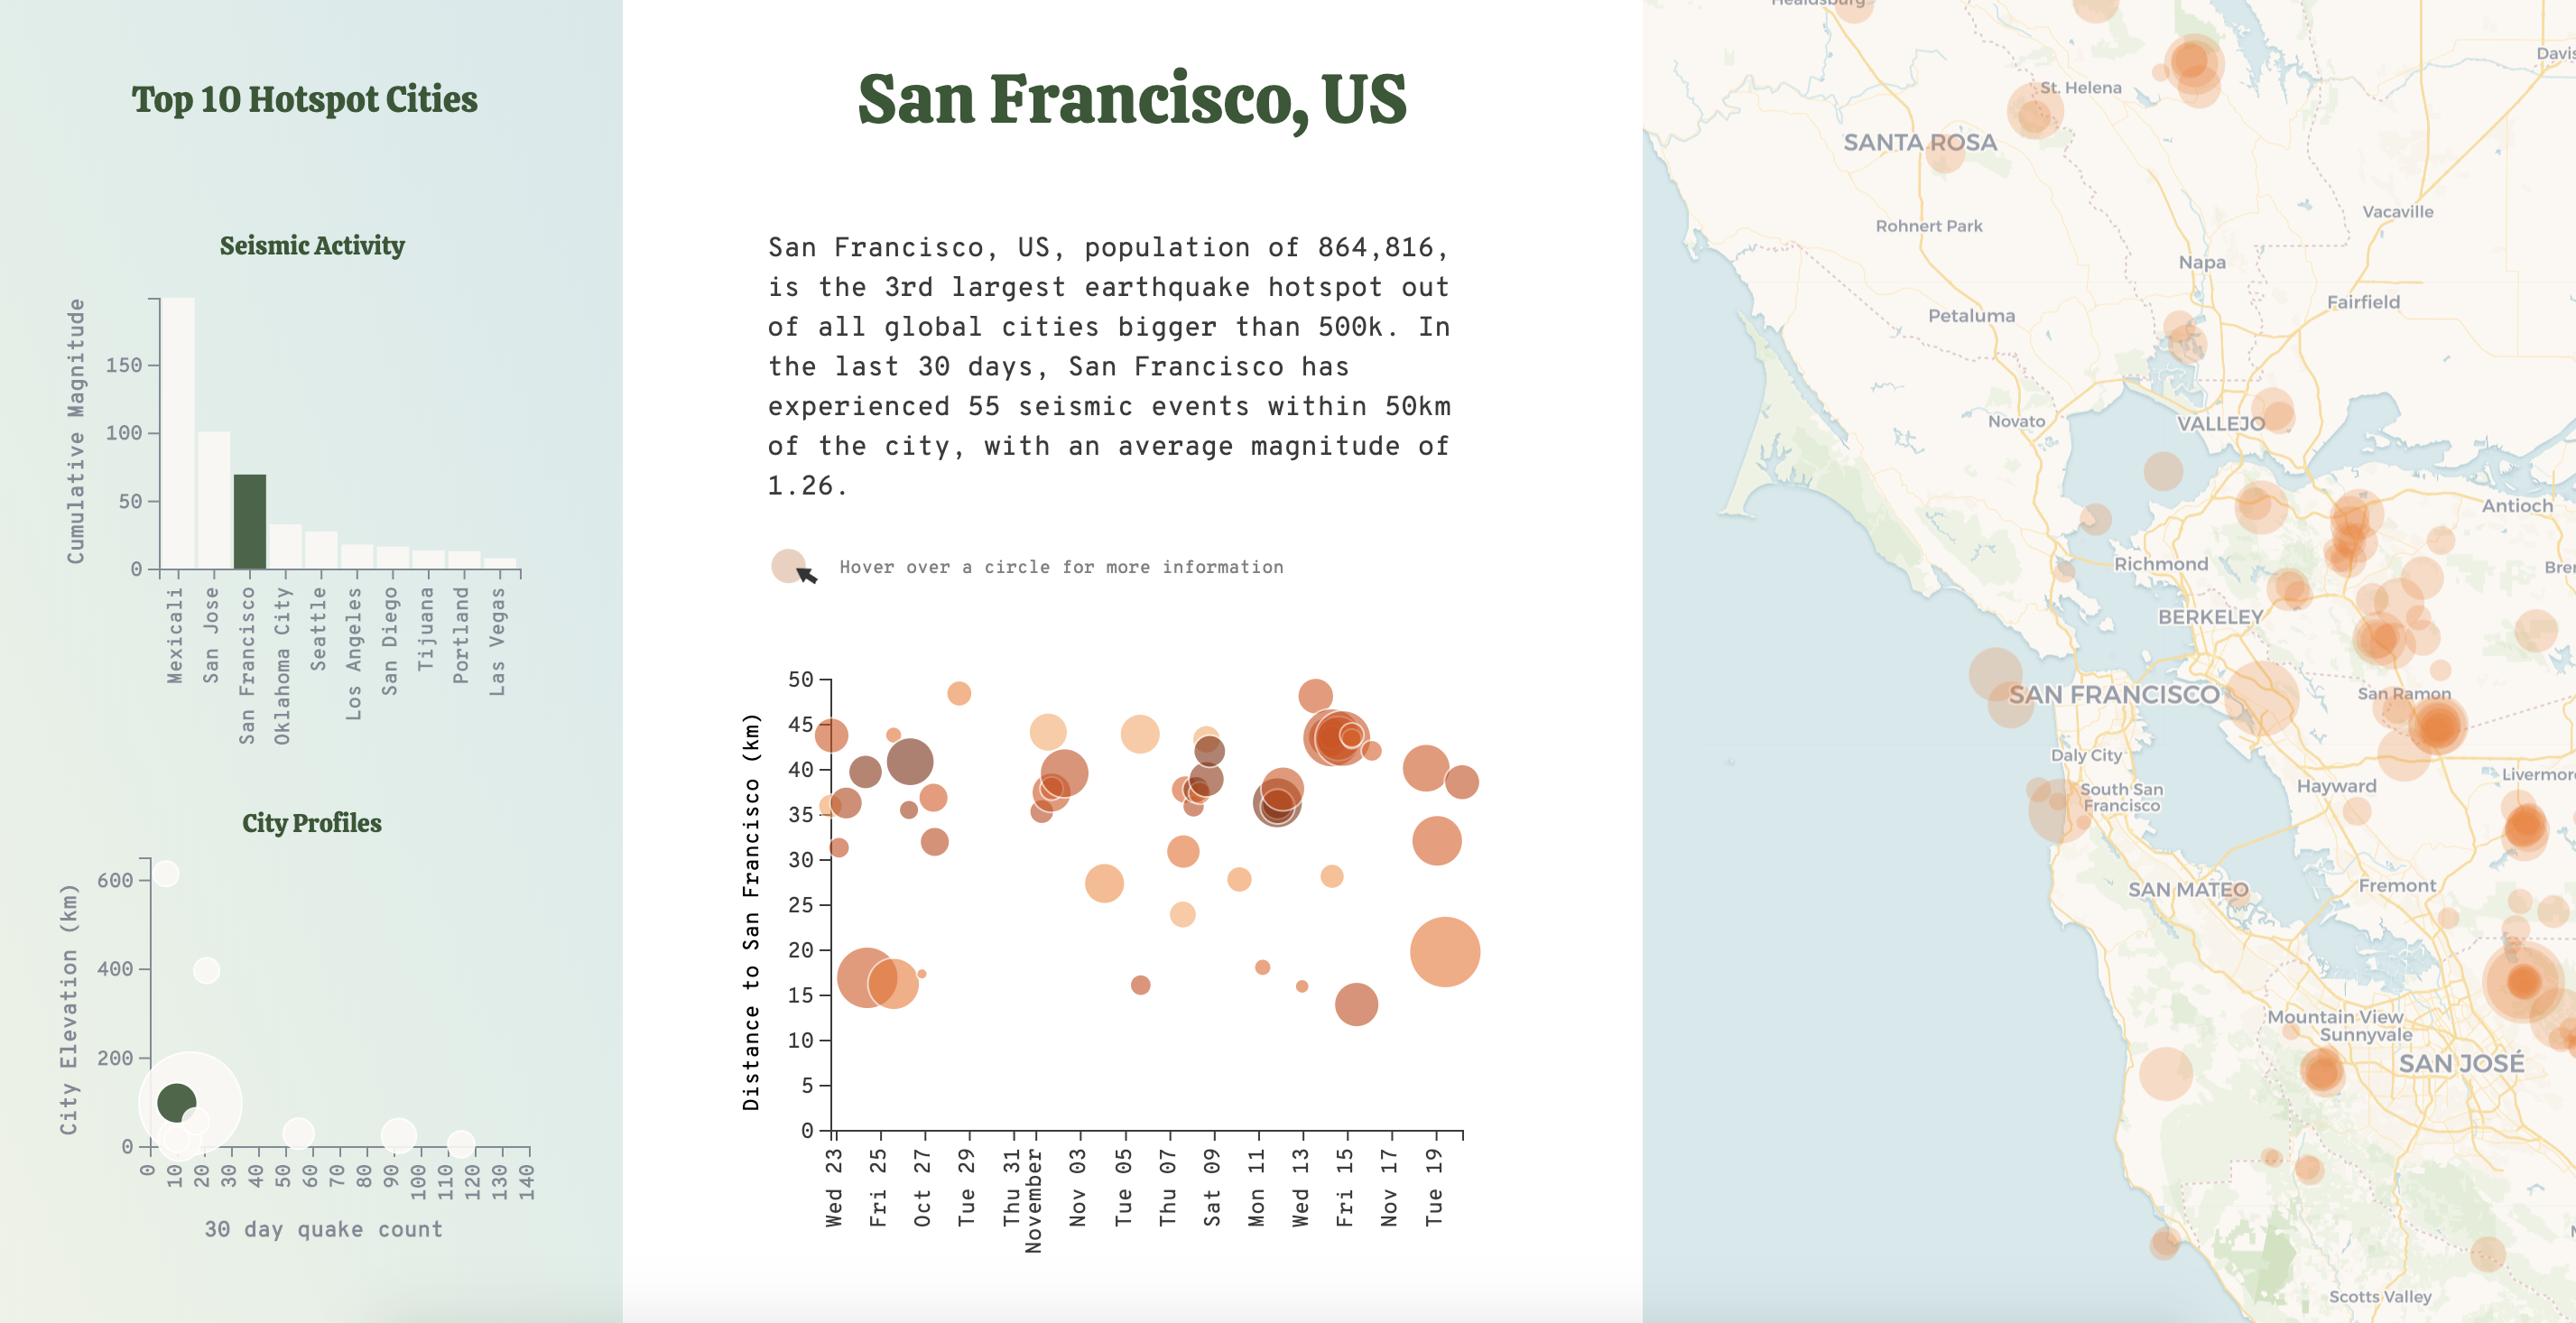 Top 10 Hotspot Cities
Seismic Activity
Cumulative Magnitude
150
100
50
0
Mexicali
San Jose
San Francisco
Oklahoma City
Seattle
Los Angeles
San Diego
Tijuana
Portland
Las Vegas
City Profiles
City Elevation (km)
600
400
200
0
0
10
20
30
40
50
60
70
80
90
100
110
120
130
140
30 day quake count
San Francisco, US
San Francisco, US, population of 864,816,
is the 3rd largest earthquake hotspot out
of all global cities bigger than 500k. In
the last 30 days, San Francisco has
experienced 55 seismic events within 50km
of the city, with an average magnitude of
1.26.
Hover over a circle for more information
Distance to San Francisco (km)
50
45
40
35
30
25
20
15
10
5
0
Wed 23
Fri 25
Oct 27
Tue 29
Thu 31
November
Nov 03
Tue 05
Thu 07
Sat 09
Mon 11
Wed 13
Fri 15
Nov 17
Tue 19
Healdsburg
Davis
St. Helena
SANTA ROSA
Rohnert Park
Vacaville
Napa
Fairfield
Petaluma
Novato
VALLEJO
Antioch
Richmond
BERKELEY
SAN FRANCISCO
San Ramon
Daly City
Livermore
Hayward
South San
Francisco
SAN MATEO
Fremont
Mountain View
Sunnyvale
SAN JOSÉ
Scotts Valley